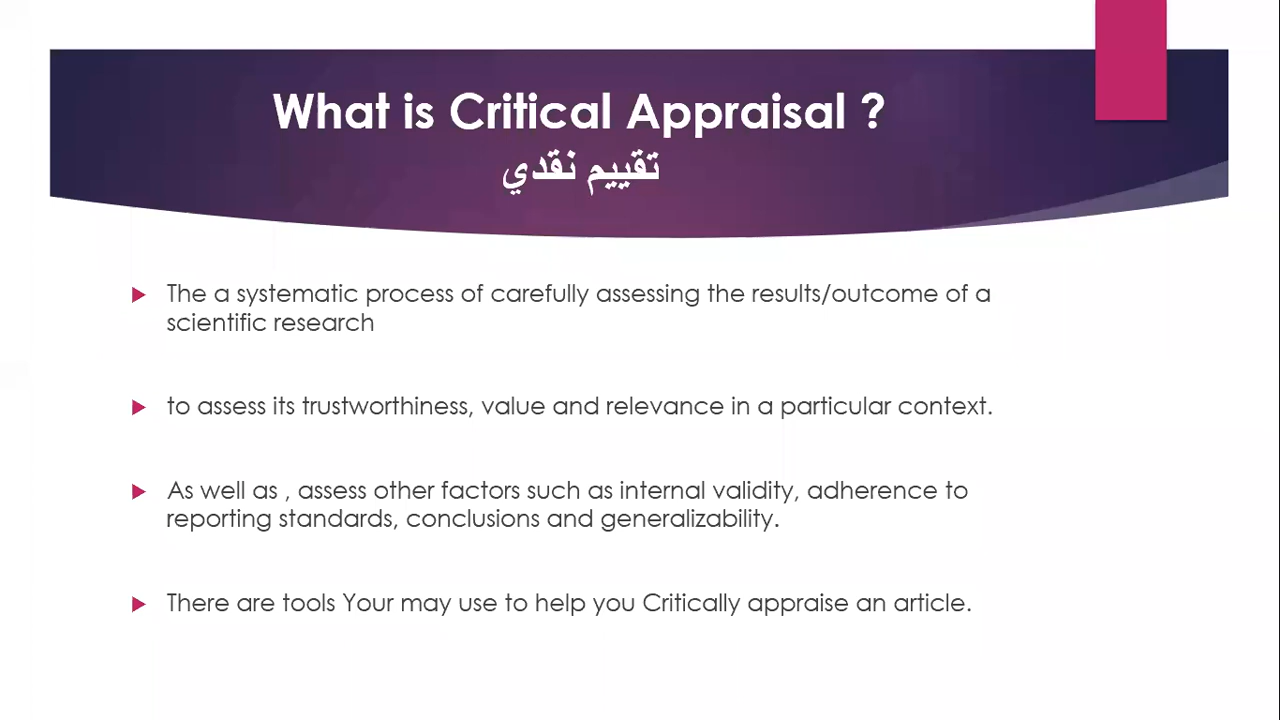 What is Critical Appraisal ?
تقييم نقدي
The a systematic process of carefully assessing the results/outcome of a
scientific research
to assess its trustworthiness, value and relevance in a particular context.
As well as , assess other factors such as internal validity, adherence to
reporting standards, conclusions and generalizability.
There are tools Your may use to help you Critically appraise an article.